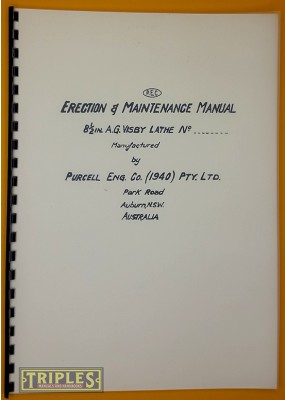 PEC
ERECTION & MAINTENANCE MANUAL
8½ IN. A.G. VISBY LATHE No ........
Manufactured
by
PURCELL ENG. CO. (1940) PTY. LTD.
Park Road
Auburn, N.S.W.
AUSTRALIA
TRIPLES